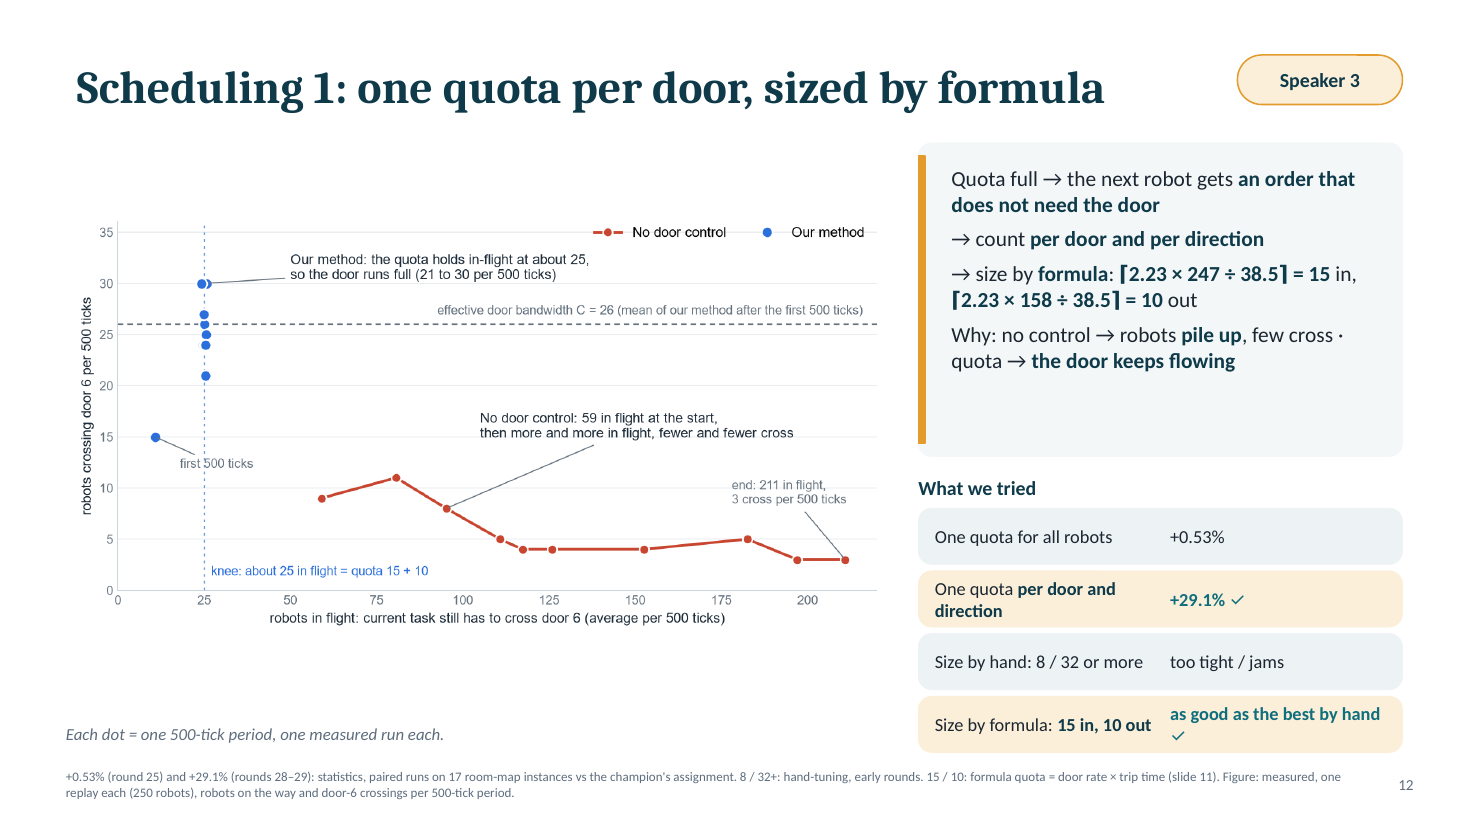 Scheduling 1: one quota per door, sized by formula
Speaker 3
35
30
25
20
15
10
5
0
robots crossing door 6 per 500 ticks
No door control
Our method
Our method: the quota holds in-flight at about 25,
so the door runs full (21 to 30 per 500 ticks)
effective door bandwidth C = 26 (mean of our method after the first 500 ticks)
No door control: 59 in flight at the start,
then more and more in flight, fewer and fewer cross
first 500 ticks
end: 211 in flight,
3 cross per 500 ticks
knee: about 25 in flight = quota 15 + 10
0 25 50 75 100 125 150 175 200
robots in flight: current task still has to cross door 6 (average per 500 ticks)
Each dot = one 500-tick period, one measured run each.
Quota full → the next robot gets an order that
does not need the door
→ count per door and per direction
→ size by formula: ⌈2.23 × 247 ÷ 38.5⌉ = 15 in,
⌈2.23 × 158 ÷ 38.5⌉ = 10 out
Why: no control → robots pile up, few cross ·
quota → the door keeps flowing
What we tried
One quota for all robots +0.53%
One quota per door and
direction
+29.1% ✓
Size by hand: 8 / 32 or more too tight / jams
Size by formula: 15 in, 10 out
as good as the best by hand
✓
+0.53% (round 25) and +29.1% (rounds 28–29): statistics, paired runs on 17 room-map instances vs the champion's assignment. 8 / 32+: hand-tuning, early rounds. 15 / 10: formula quota = door rate × trip time (slide 11). Figure: measured, one
replay each (250 robots), robots on the way and door-6 crossings per 500-tick period.
12